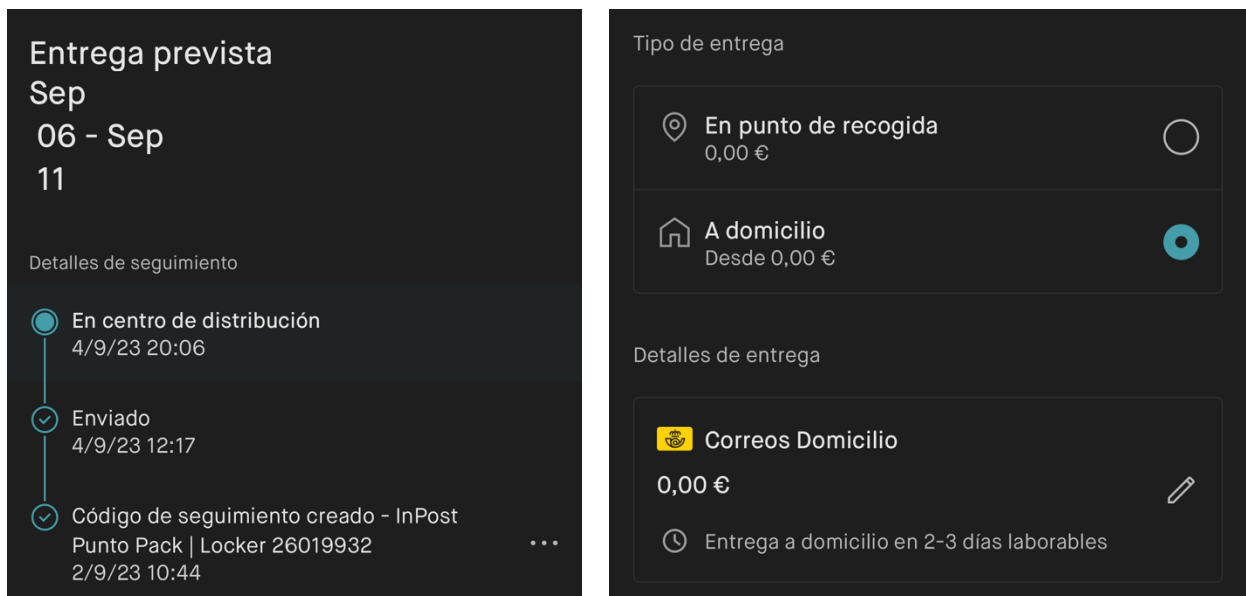 Entrega prevista
Sep
06 - Sep
11
Detalles de seguimiento
En centro de distribución
4/9/23 20:06
Enviado
4/9/23 12:17
Código de seguimiento creado - InPost
Punto Pack | Locker 26019932
2/9/23 10:44
Tipo de entrega
En punto de recogida
0,00 €
A domicilio
Desde 0,00 €
Detalles de entrega
Correos Domicilio
0,00 €
Entrega a domicilio en 2-3 días laborables